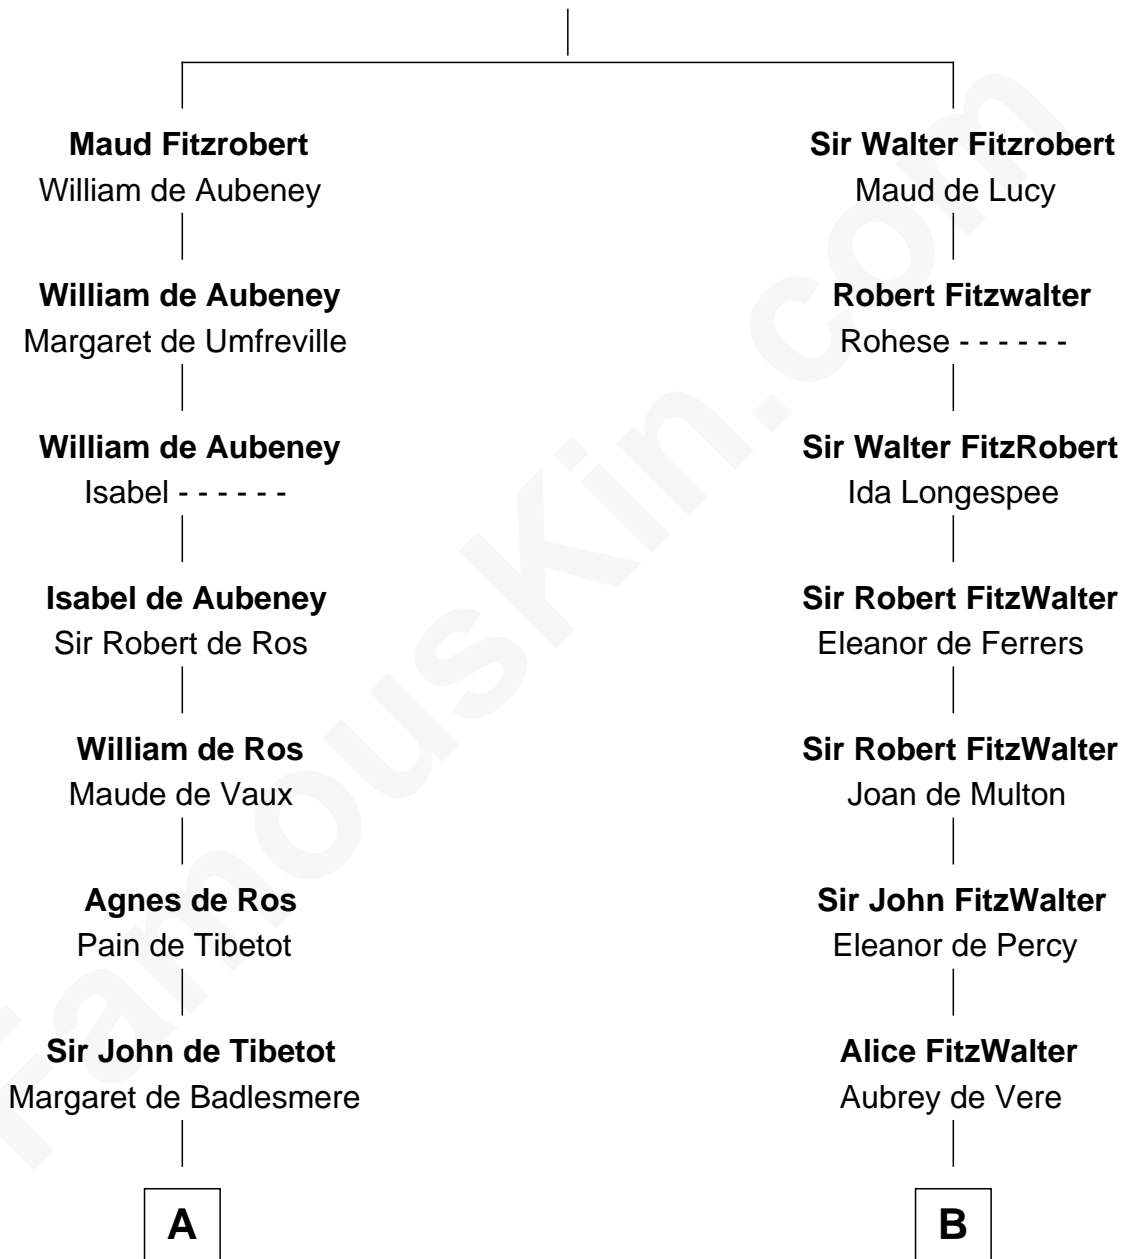 Maud Fitzrobert
William de Aubeney
Sir Walter Fitzrobert
Maud de Lucy
William de Aubeney
Margaret de Umfreville
Robert Fitzwalter
Rohese - - - - - -
William de Aubeney
Isabel - - - - - -
Sir Walter FitzRobert
Ida Longespee
Isabel de Aubeney
Sir Robert de Ros
Sir Robert FitzWalter
Eleanor de Ferrers
William de Ros
Maude de Vaux
Sir Robert FitzWalter
Joan de Multon
Agnes de Ros
Pain de Tibetot
Sir John FitzWalter
Eleanor de Percy
Sir John de Tibetot
Margaret de Badlesmere
Alice FitzWalter
Aubrey de Vere
A
B
FamousKin.com